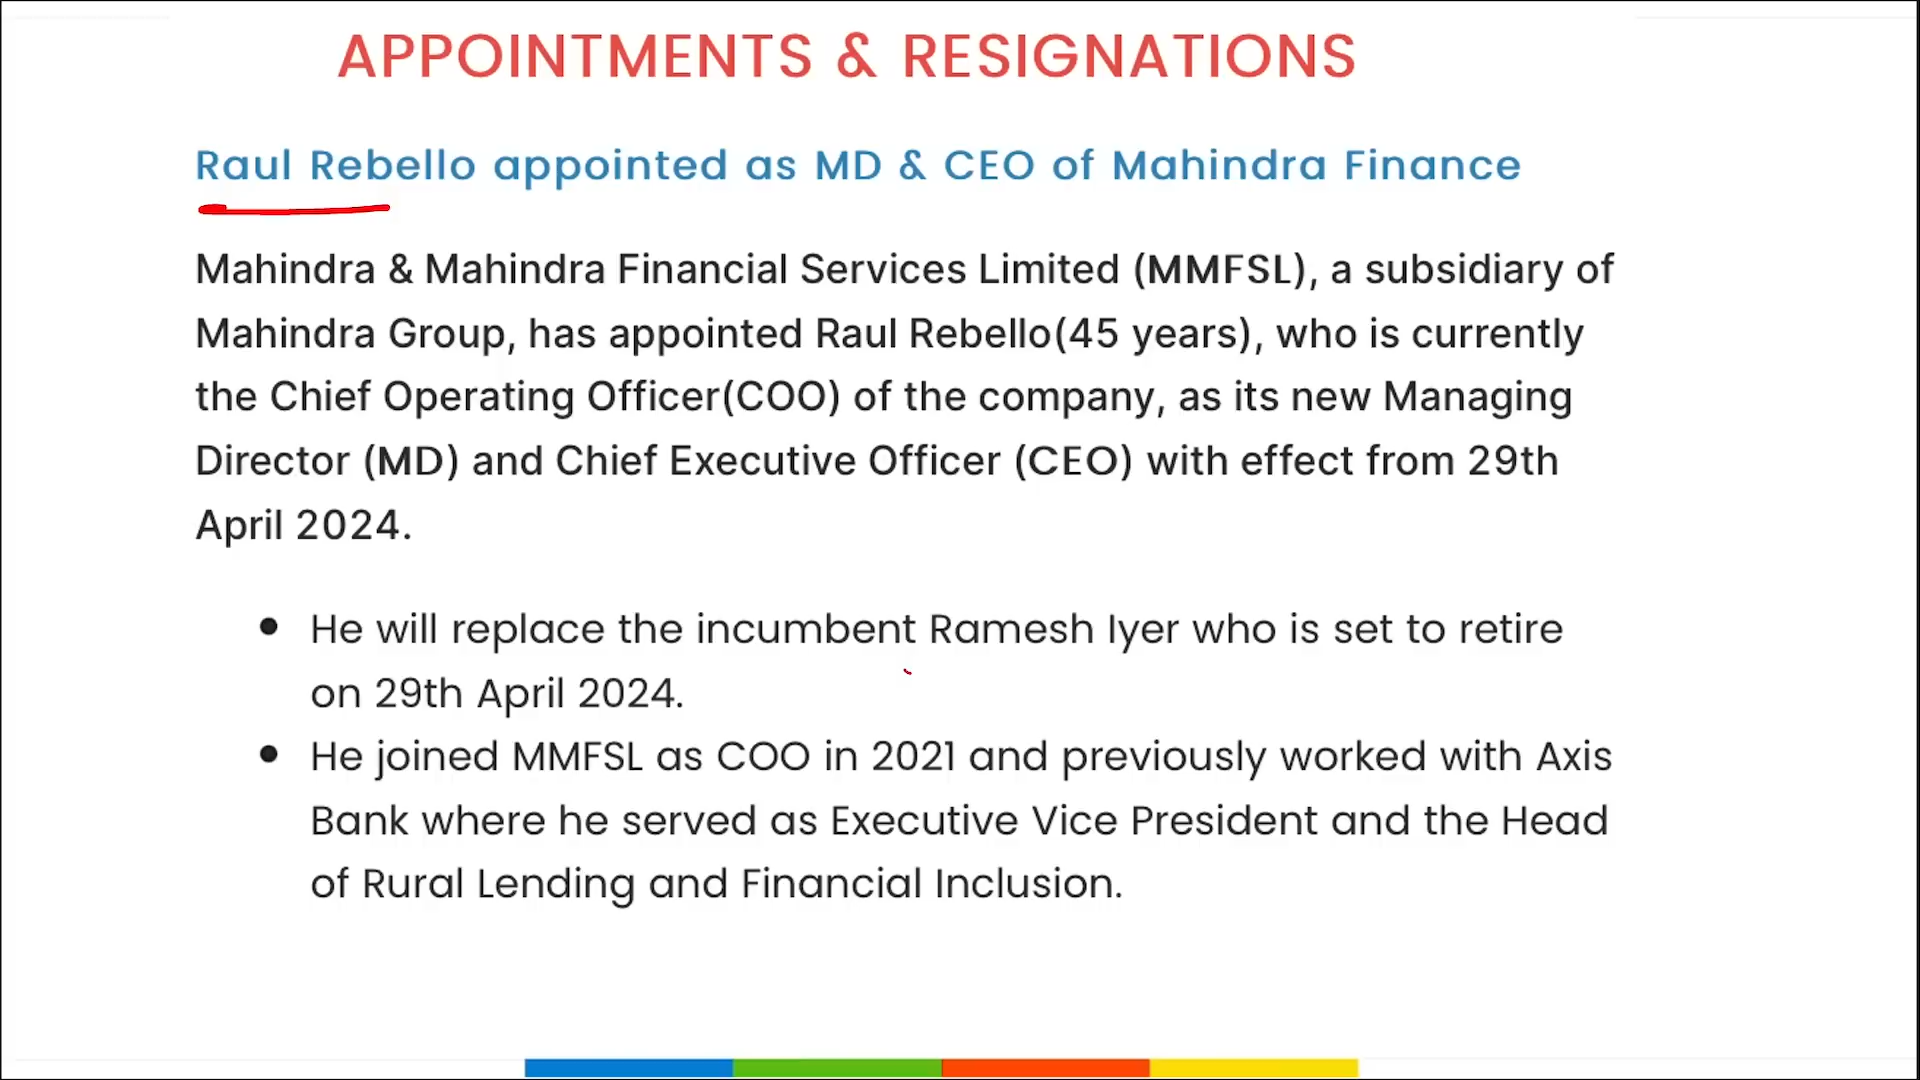 APPOINTMENTS & RESIGNATIONS
Raul Rebello appointed as MD & CEO of Mahindra Finance
Mahindra & Mahindra Financial Services Limited (MMFSL), a subsidiary of
Mahindra Group, has appointed Raul Rebello(45 years), who is currently
the Chief Operating Officer(COO) of the company, as its new Managing
Director (MD) and Chief Executive Officer (CEO) with effect from 29th
April 2024.
• He will replace the incumbent Ramesh Iyer who is set to retire
on 29th April 2024.
• He joined MMFSL as COO in 2021 and previously worked with Axis
Bank where he served as Executive Vice President and the Head
of Rural Lending and Financial Inclusion.